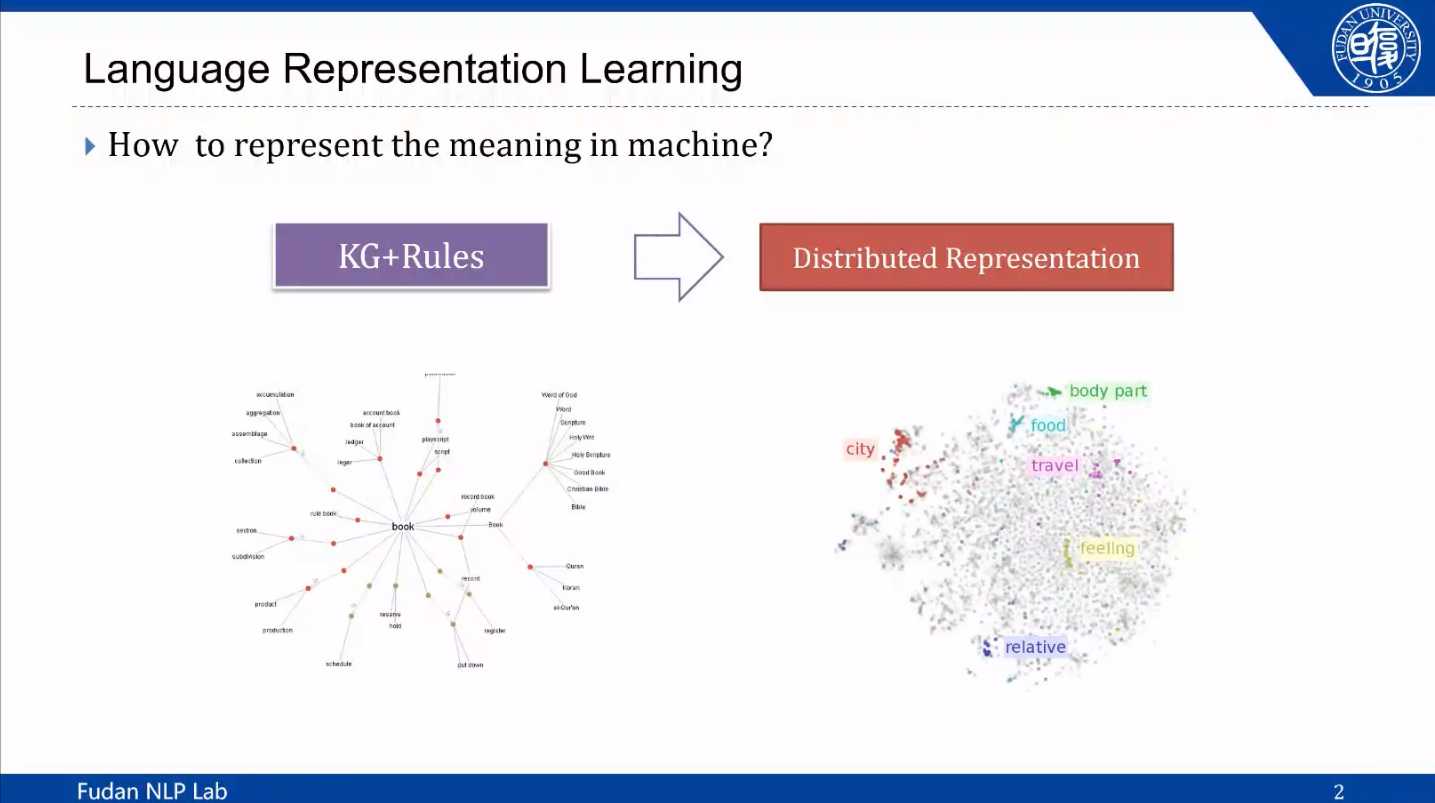 Language Representation Learning
FUDAN UNIVERSITY
1905
How  to represent the meaning in machine?
KG+Rules
Distributed Representation
accumulation
aggregation
assemblage
collection
account book
book of account
ledger
leger
playscript
script
Word of God
Word
Scripture
Holy Writ
Holy Scripture
Good Book
Christian Bible
Bible
record book
volume
Book
rule book
book
section
subdivision
Quran
Koran
al-Qur'an
product
production
record
reserve
hold
register
schedule
put down
body part
food
city
travel
feeling
relative
Fudan NLP Lab
2